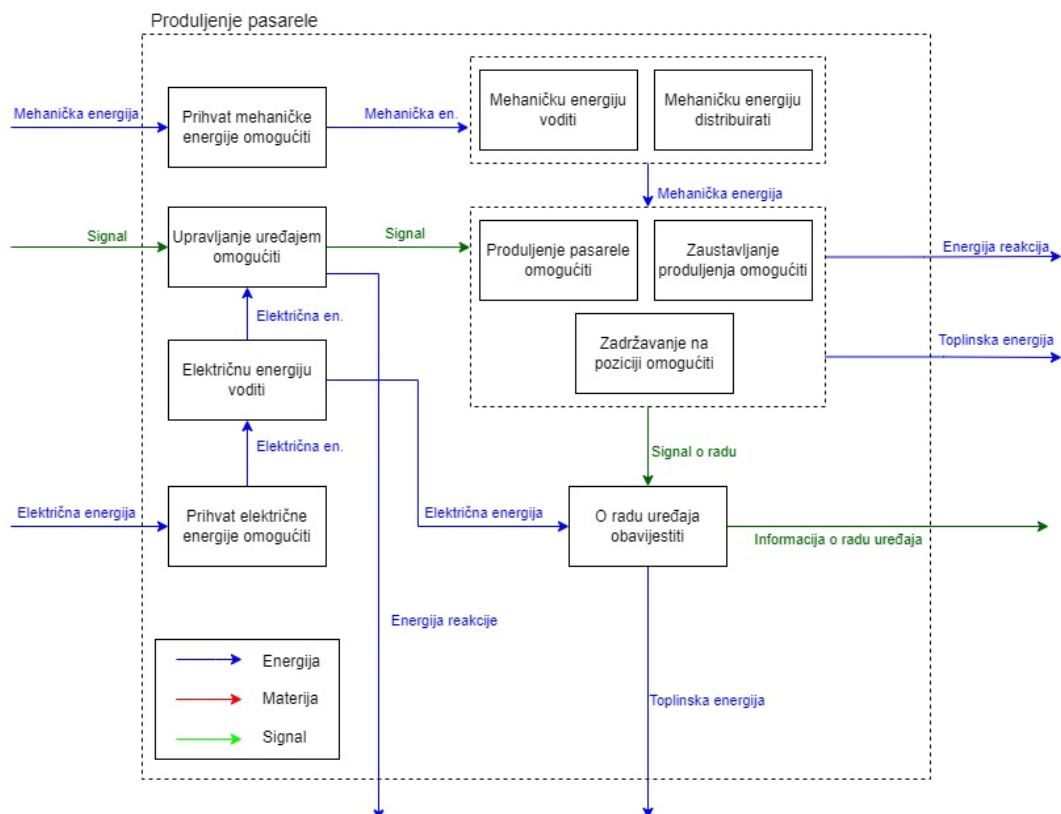 Produljenje pasarele
Mehanička energija
Prihvat mehaničke
energije omogućiti
Mehanička en.
Mehaničku energiju
voditi
Mehaničku energiju
distribuirati
Mehanička energija
Signal
Upravljanje uređajem
omogućiti
Signal
Produljenje pasarele
omogućiti
Zaustavljanje
produljenja omogućiti
Energija reakcija
Električna en.
Zadržavanje na
poziciji omogućiti
Toplinska energija
Električnu energiju
voditi
Električna en.
Signal o radu
Električna energija
Prihvat električne
energije omogućiti
Električna energija
O radu uređaja
obavijestiti
Informacija o radu uređaja
Energija reakcije
Energija
Materija
Signal
Toplinska energija